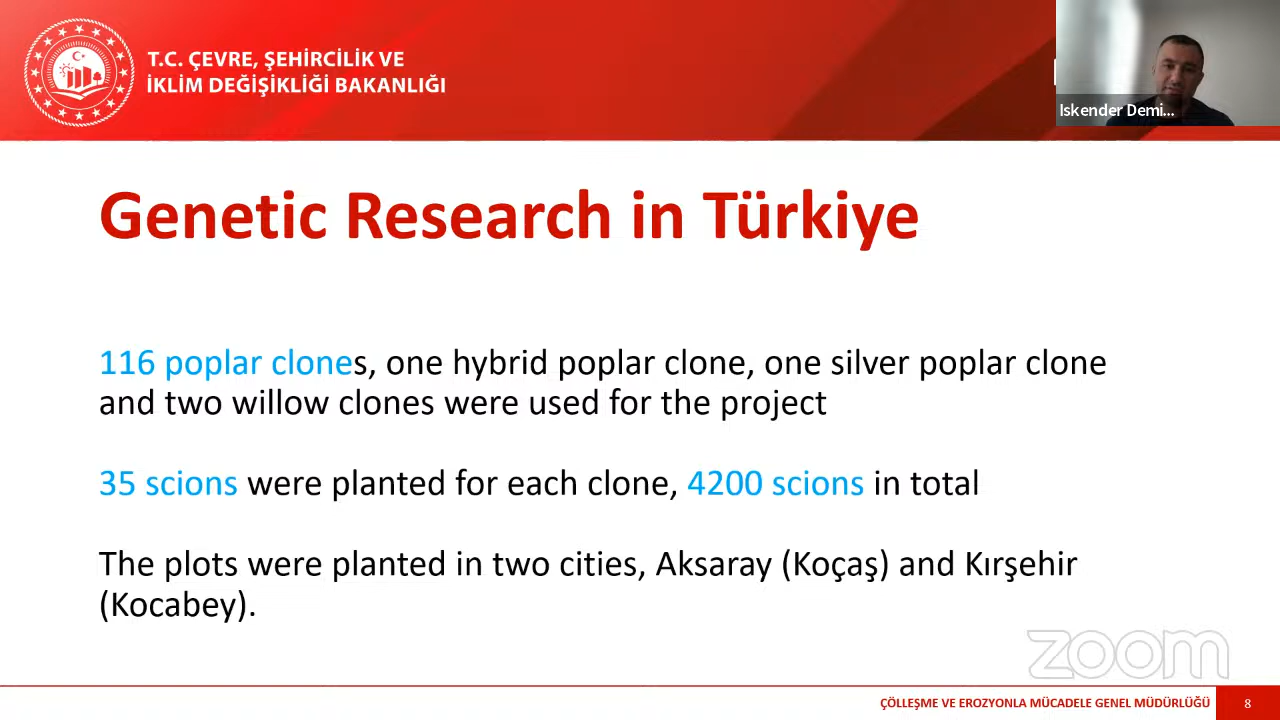 T.C. ÇEVRE, ŞEHİRCİLİK VE
İKLİM DEĞİŞİKLİĞİ BAKANLIĞI
Iskender Demi...
Genetic Research in Türkiye
116 poplar clones, one hybrid poplar clone, one silver poplar clone
and two willow clones were used for the project
35 scions were planted for each clone, 4200 scions in total
The plots were planted in two cities, Aksaray (Koçaş) and Kırşehir
(Kocabey).
zoom
ÇÖLLEŞME VE EROZYONLA MÜCADELE GENEL MÜDÜRLÜĞÜ
8